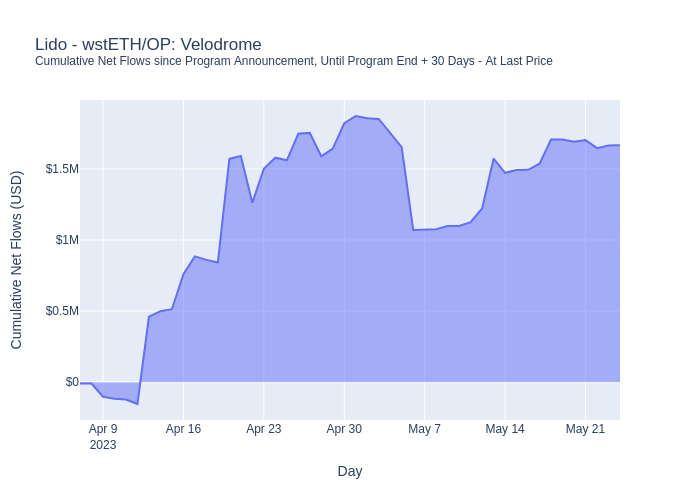 Lido - wstETH/OP: Velodrome
Cumulative Net Flows since Program Announcement, Until Program End + 30 Days - At Last Price
Cumulative Net Flows (USD)
$1.5M
$1M
$0.5M
$0
Apr 9
2023
Apr 16
Apr 23
Apr 30
May 7
May 14
May 21
Day